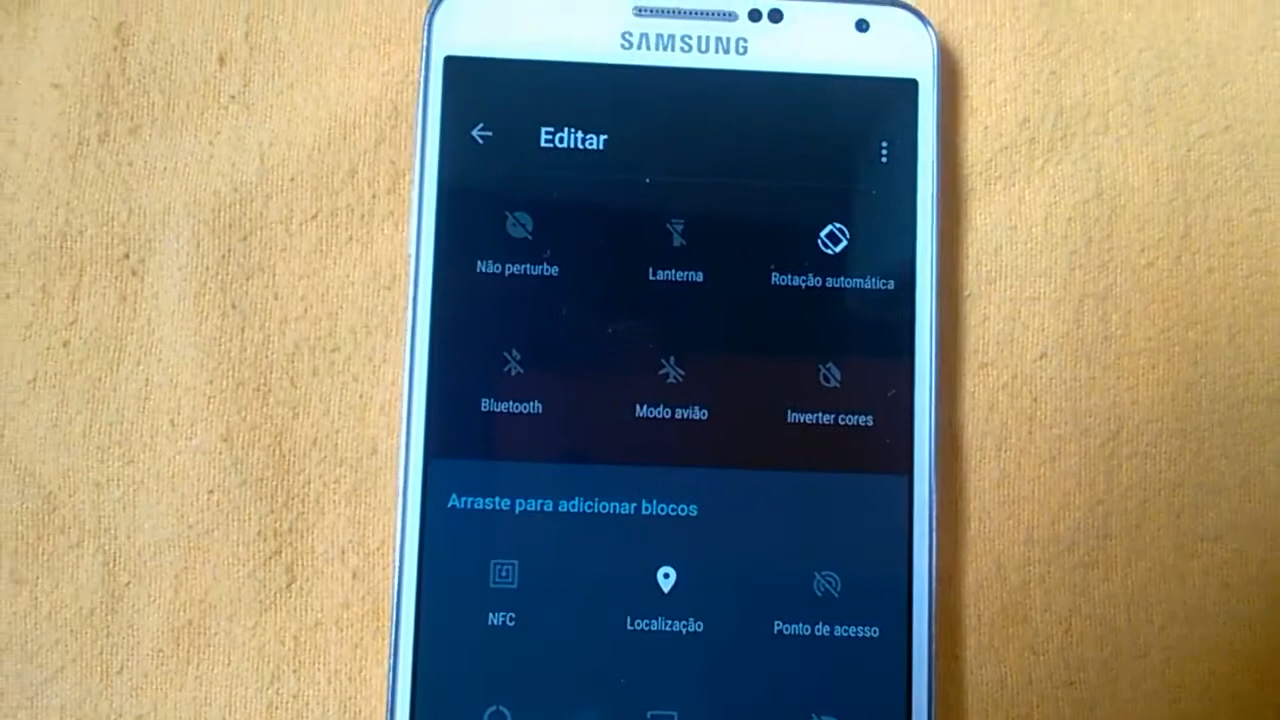 SAMSUNG
Editar
Não perturbe
Lanterna
Rotação automática
Bluetooth
Modo avião
Inverter cores
Arraste para adicionar blocos
NFC
Localização
Ponto de acesso